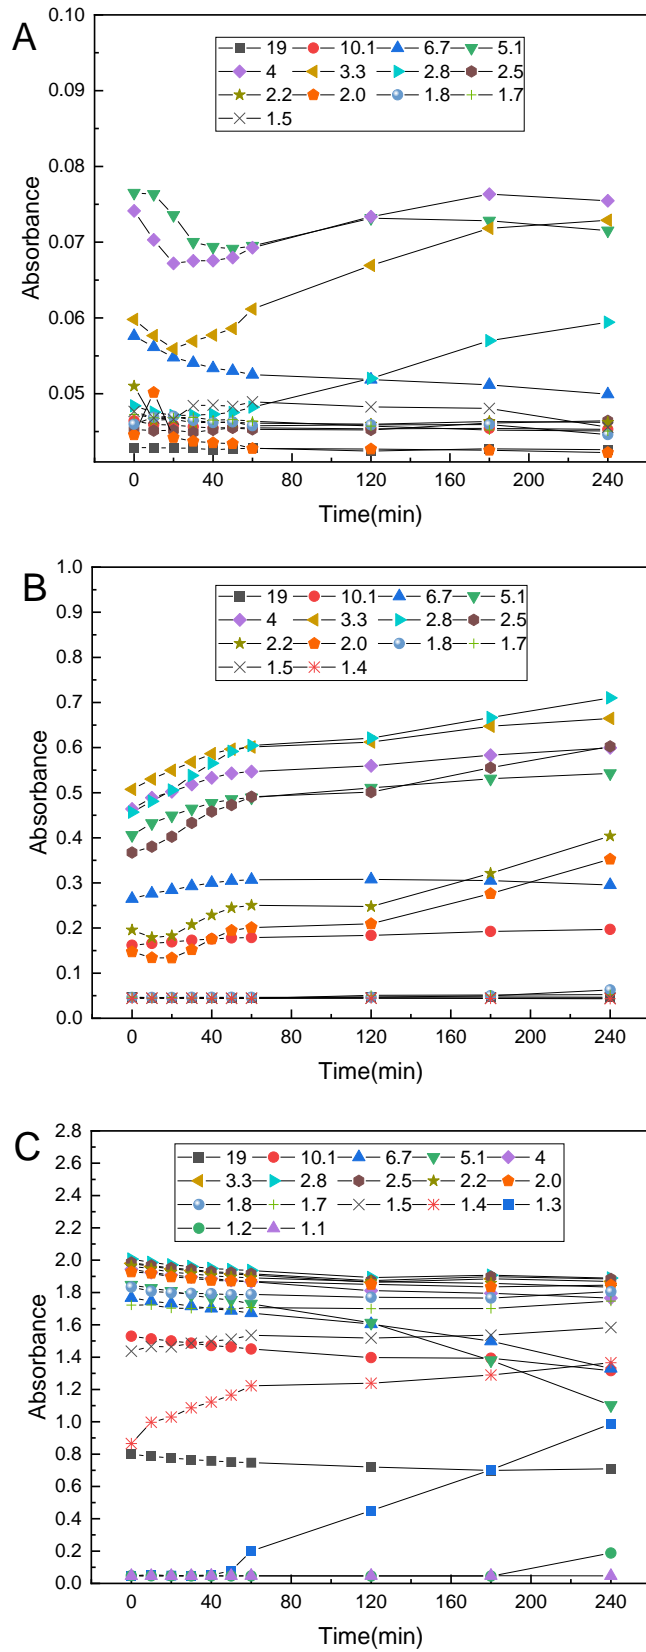 A
0.10
19 10.1 6.7 5.1
4 3.3 2.8 2.5
2.2 2.0 1.8 1.7
1.5
0.09
0.08
0.07
0.06
0.05
Absorbance
0 40 80 120 160 200 240
Time(min)
B
1.0
19 10.1 6.7 5.1
4 3.3 2.8 2.5
2.2 2.0 1.8 1.7
1.5 1.4
0.9
0.8
0.7
0.6
0.5
0.4
0.3
0.2
0.1
0.0
Absorbance
0 40 80 120 160 200 240
Time(min)
C
2.8
19 10.1 6.7 5.1 4
3.3 2.8 2.5 2.2 2.0
1.8 1.7 1.5 1.4 1.3
1.2 1.1
2.6
2.4
2.2
2.0
1.8
1.6
1.4
1.2
1.0
0.8
0.6
0.4
0.2
0.0
Absorbance
0 40 80 120 160 200 240
Time(min)